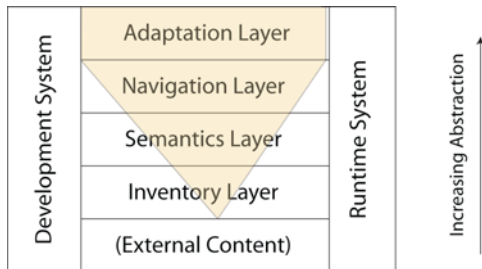 Development System
Adaptation Layer
Navigation Layer
Semantics Layer
Inventory Layer
(External Content)
Runtime System
Increasing Abstraction